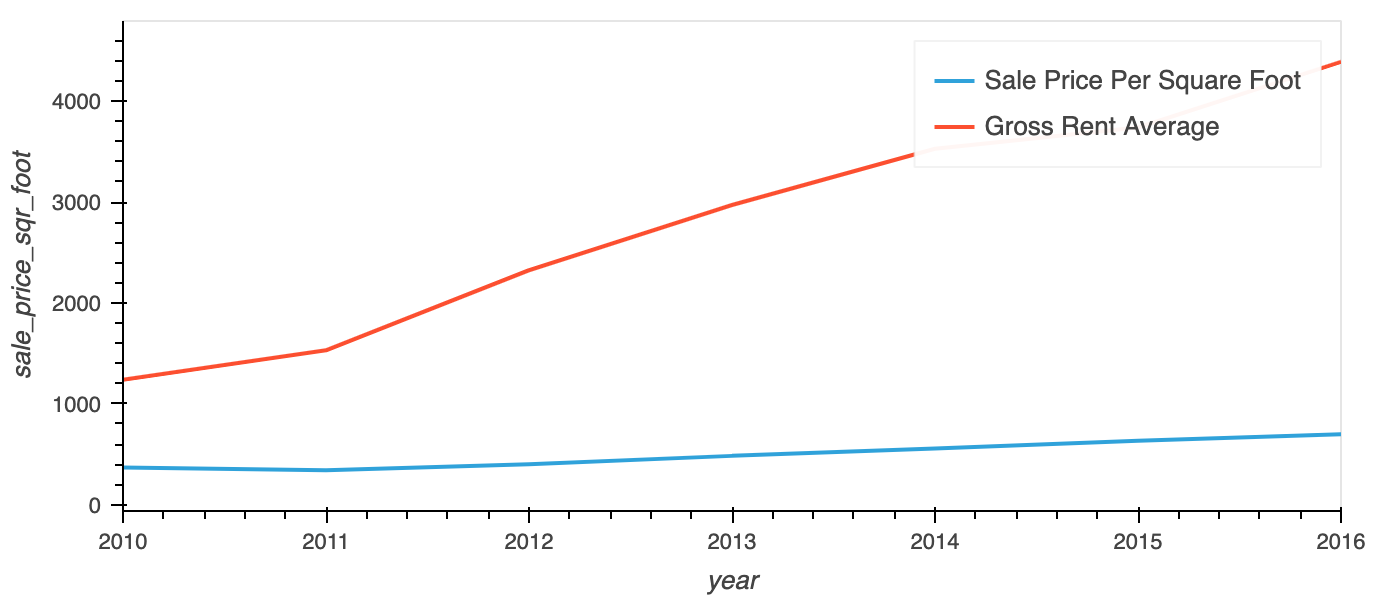 Sale Price Per Square Foot
Gross Rent Average
sale_price_sqr_foot
4000
3000
2000
1000
0
2010 2011 2012 2013 2014 2015 2016
year